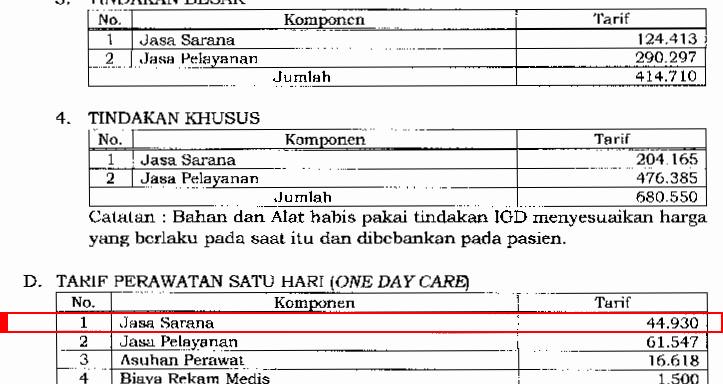 3. TINDAKAN BESAR
No. Komponen Tarif
1 Jasa Sarana 124.413
2 Jasa Pelayanan 290.297
Jumlah 414.710
4. TINDAKAN KHUSUS
No. Komponen Tarif
1 Jasa Sarana 204.165
2 Jasa Pelayanan 476.385
Jumlah 680.550
Catatan : Bahan dan Alat habis pakai tindakan IGD menyesuaikan harga
yang berlaku pada saat itu dan dibebankan pada pasien.
D. TARIF PERAWATAN SATU HARI (ONE DAY CARE)
No. Komponen Tarif
1 Jasa Sarana 44.930
2 Jasa Pelayanan 61.547
3 Asuhan Perawat 16.618
4 Biaya Rekam Medis 1.500